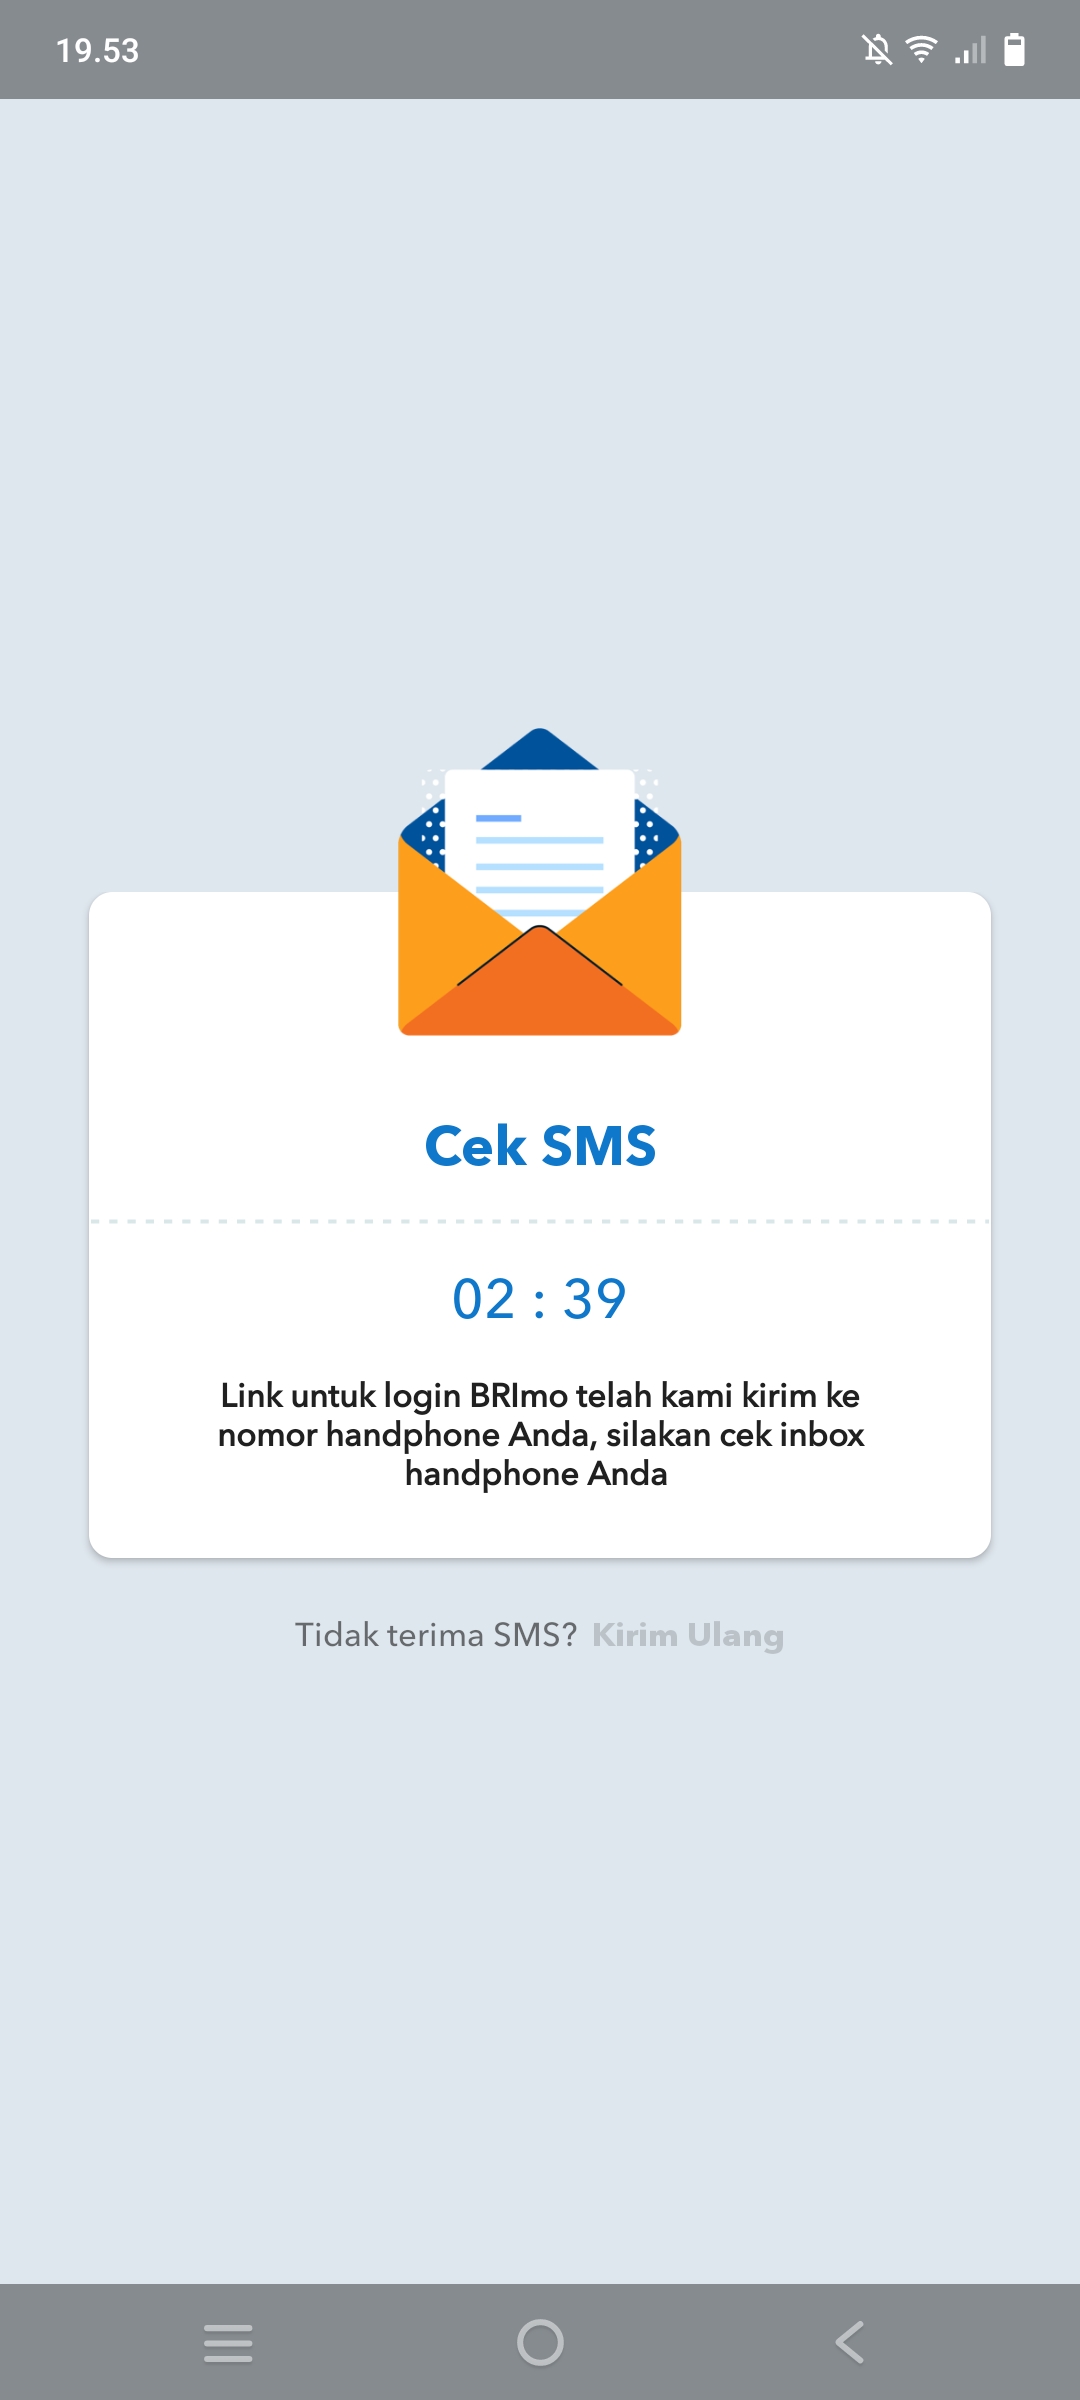 19.53
Cek SMS
02 : 39
Link untuk login BRImo telah kami kirim ke
nomor handphone Anda, silakan cek inbox
handphone Anda
Tidak terima SMS? Kirim Ulang